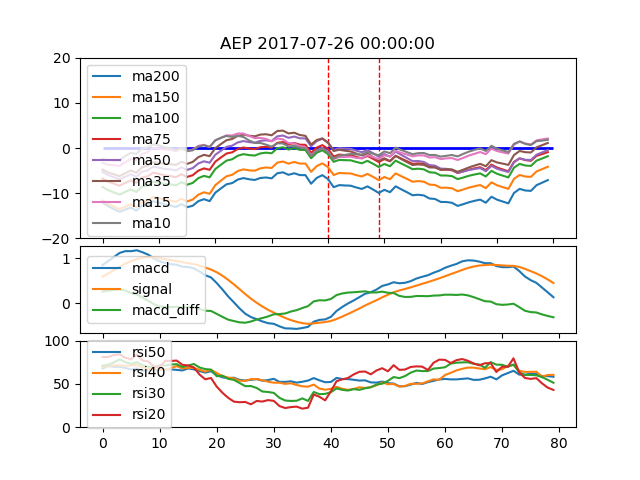 AEP 2017-07-26 00:00:00
20
10
0
−10
−20
ma200
ma150
ma100
ma75
ma50
ma35
ma15
ma10
1
0
macd
signal
macd_diff
100
50
0
rsi50
rsi40
rsi30
rsi20
0 10 20 30 40 50 60 70 80